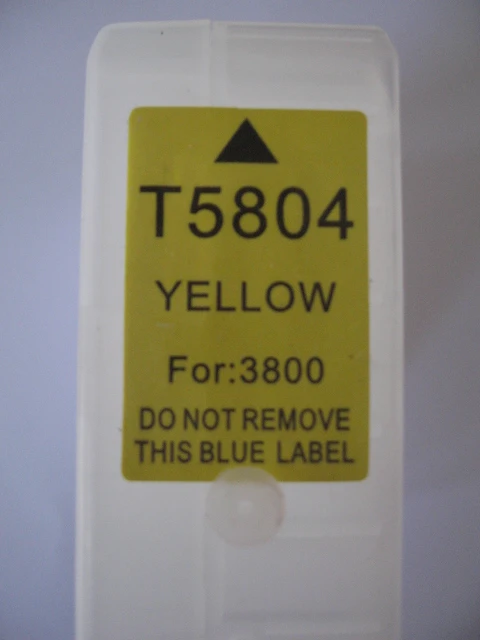 T5804
YELLOW
For:3800
DO NOT REMOVE
THIS BLUE LABEL